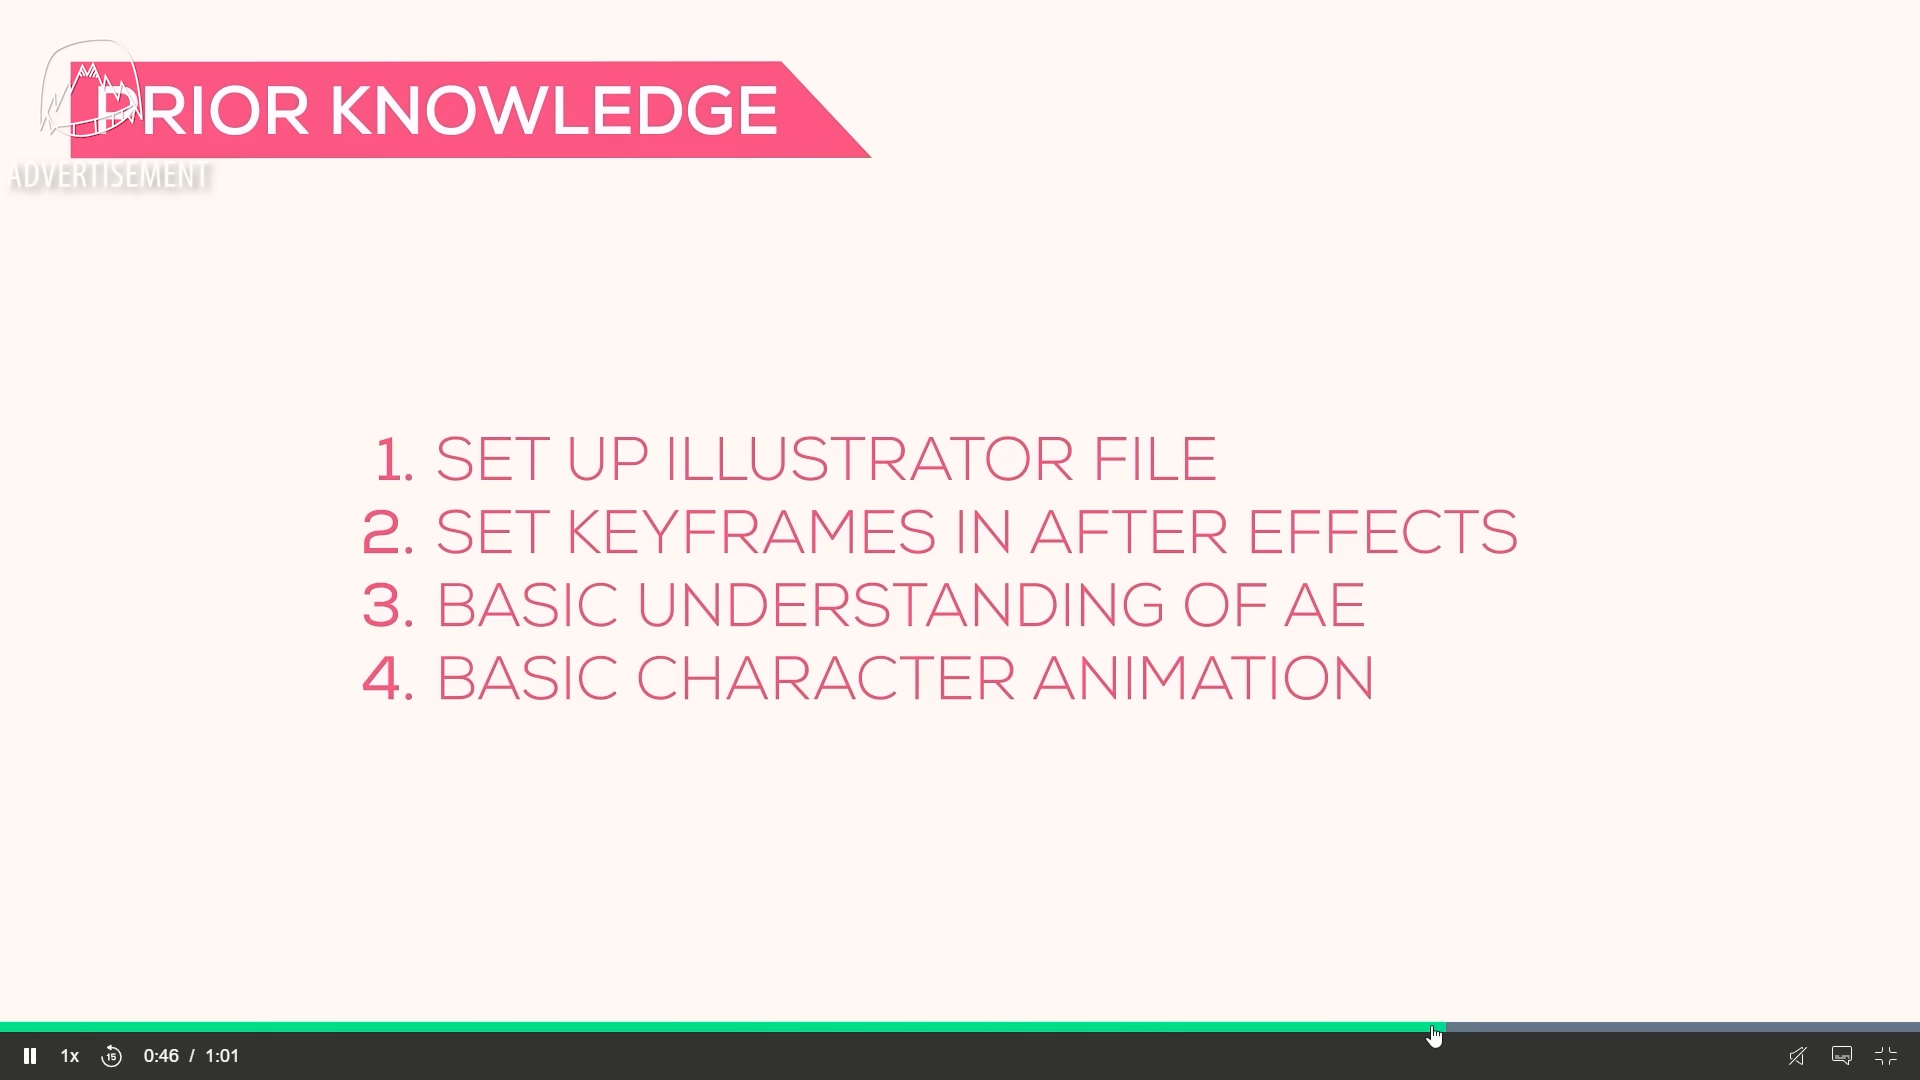 PRIOR KNOWLEDGE
ADVERTISEMENT
1. SET UP ILLUSTRATOR FILE
2. SET KEYFRAMES IN AFTER EFFECTS
3. BASIC UNDERSTANDING OF AE
4. BASIC CHARACTER ANIMATION
1x 15 0:46 / 1:01